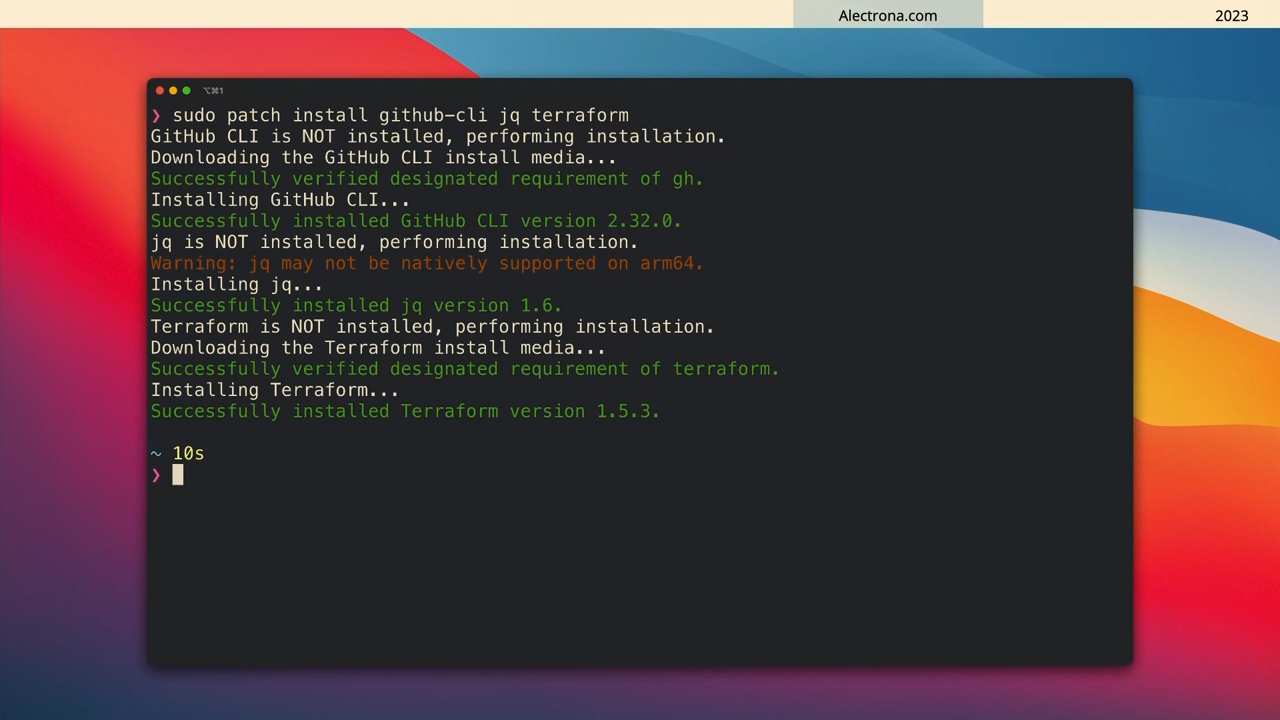 Alectrona.com
2023
⌥⌘1
❯ sudo patch install github-cli jq terraform
GitHub CLI is NOT installed, performing installation.
Downloading the GitHub CLI install media...
Successfully verified designated requirement of gh.
Installing GitHub CLI...
Successfully installed GitHub CLI version 2.32.0.
jq is NOT installed, performing installation.
Warning: jq may not be natively supported on arm64.
Installing jq...
Successfully installed jq version 1.6.
Terraform is NOT installed, performing installation.
Downloading the Terraform install media...
Successfully verified designated requirement of terraform.
Installing Terraform...
Successfully installed Terraform version 1.5.3.
~ 10s
❯